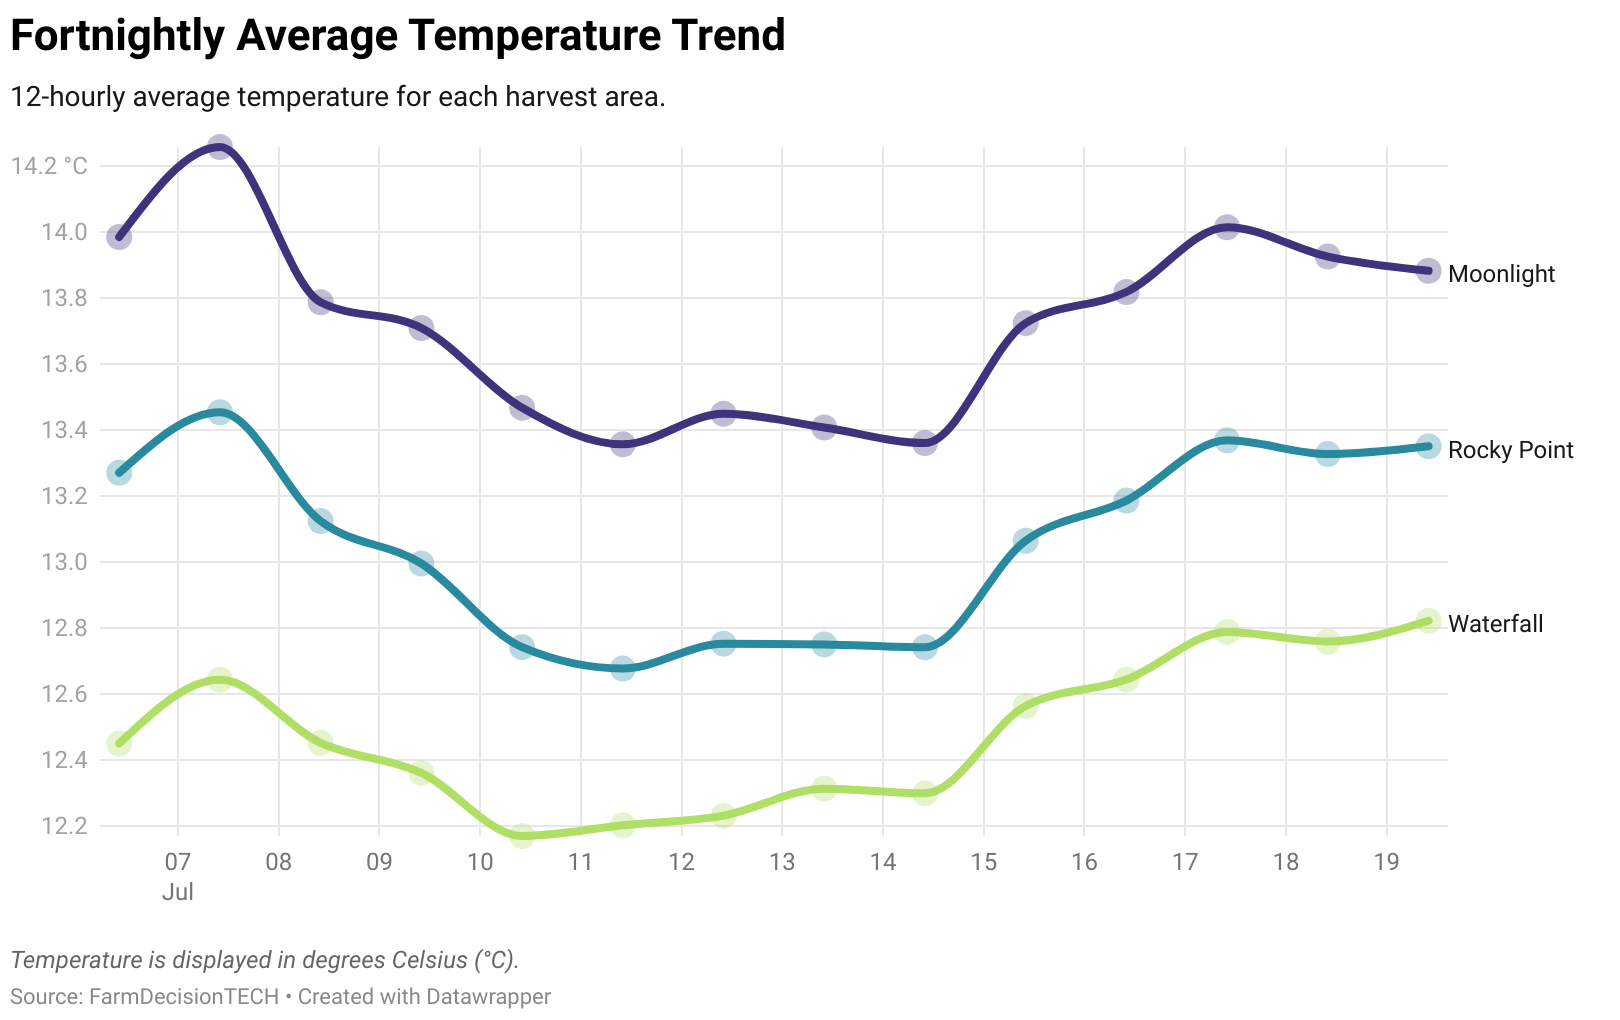 Fortnightly Average Temperature Trend
12-hourly average temperature for each harvest area.
14.2 °C
14.0
13.8
Moonlight
13.6
13.4
Rocky Point
13.2
13.0
12.8
Waterfall
12.6
12.4
12.2
07 08 09 10 11 12 13 14 15 16 17 18 19
Jul
Temperature is displayed in degrees Celsius (°C).
Source: FarmDecisionTECH • Created with Datawrapper